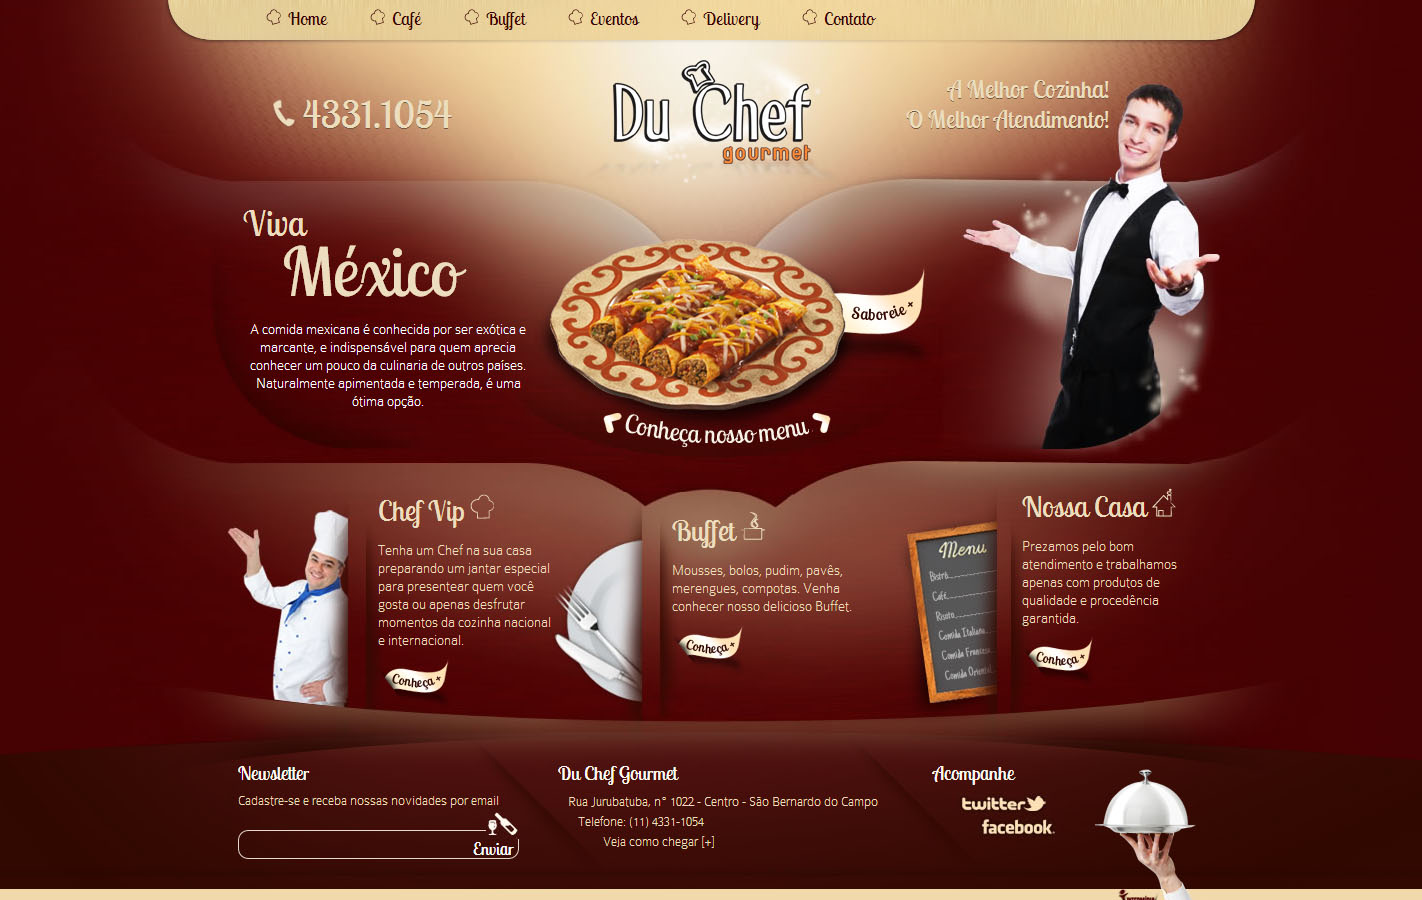 Home
Café
Buffet
Eventos
Delivery
Contato
4331.1054
Du Chef
gourmet
A Melhor Cozinha!
O Melhor Atendimento!
Viva
México
A comida mexicana é conhecida por ser exótica e
marcante, e indispensável para quem aprecia
conhecer um pouco da culinaria de outros países.
Naturalmente apimentada e temperada, é uma
ótima opção.
Saboreie +
Conheça nosso menu
Chef Vip
Tenha um Chef na sua casa
preparando um jantar especial
para presentear quem você
gosta ou apenas desfrutar
momentos da cozinha nacional
e internacional.
Conheça +
Buffet
Mousses, bolos, pudim, pavês,
merengues, compotas. Venha
conhecer nosso delicioso Buffet.
Conheça +
Menu
Bistrô
Café
Risoto
Comida Italiana
Comida Francesa
Comida Oriental
Nossa Casa
Prezamos pelo bom
atendimento e trabalhamos
apenas com produtos de
qualidade e procedência
garantida.
Conheça +
Newsletter
Cadastre-se e receba nossas novidades por email
Enviar
Du Chef Gourmet
Rua Jurubatuba, n° 1022 - Centro - São Bernardo do Campo
Telefone: (11) 4331-1054
Veja como chegar [+]
Acompanhe
twitter
facebook.